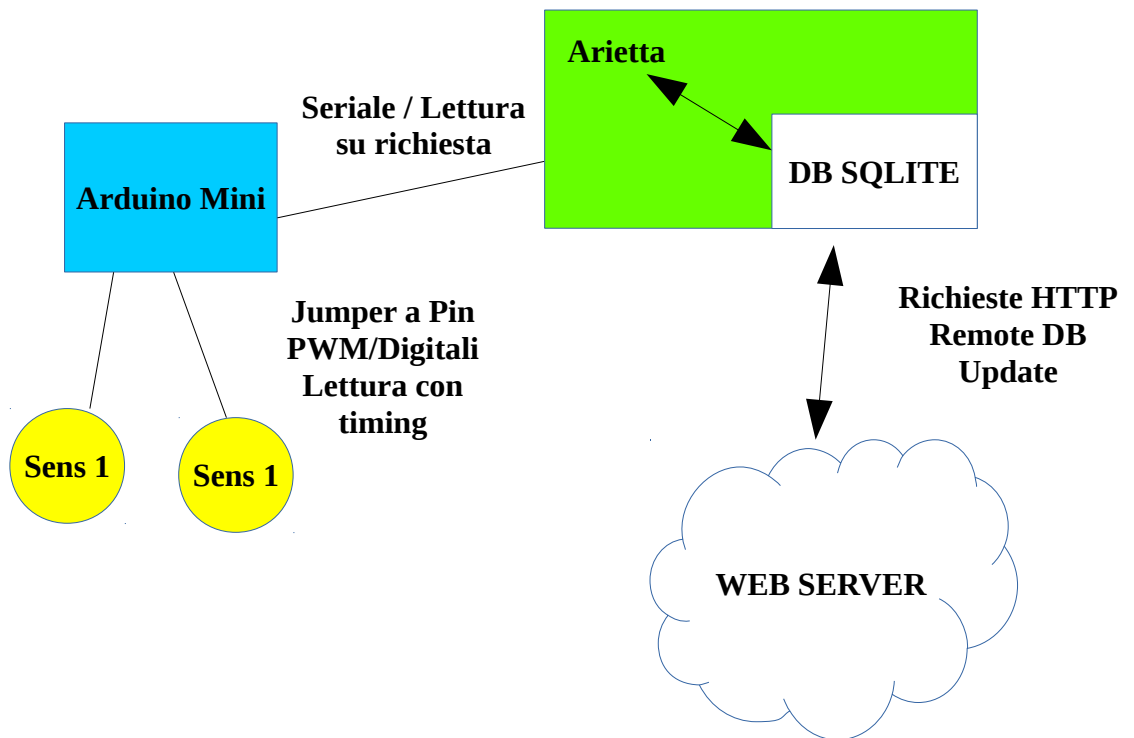 Arietta
Seriale / Lettura
su richiesta
DB SQLITE
Arduino Mini
Richieste HTTP
Remote DB
Update
Jumper a Pin
PWM/Digitali
Lettura con
timing
Sens 1
Sens 1
WEB SERVER